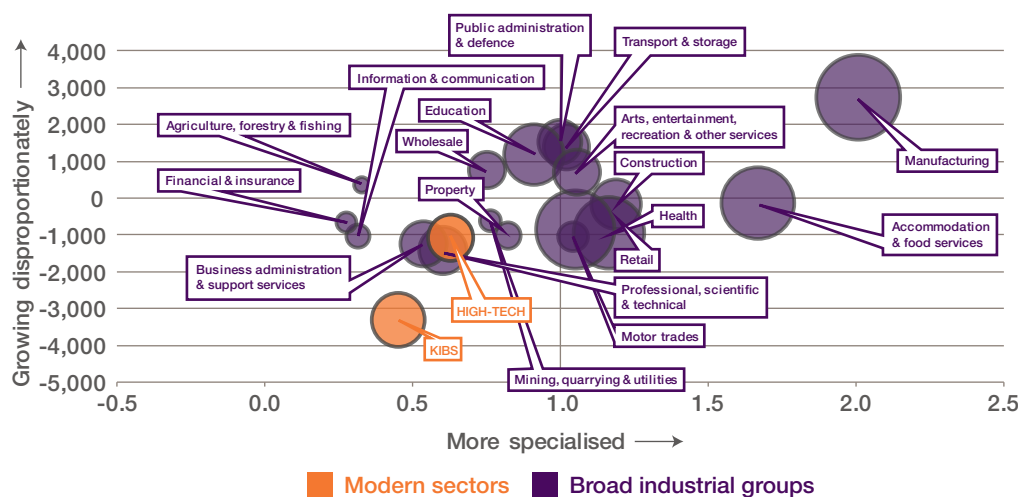 Growing disproportionately
4,000
3,000
2,000
1,000
0
-1,000
-2,000
-3,000
-4,000
-5,000
Public administration
& defence
Transport & storage
Information & communication
Education
Arts, entertainment,
recreation & other services
Agriculture, forestry & fishing
Wholesale
Construction
Manufacturing
Financial & insurance
Property
Health
Accommodation
& food services
Retail
Business administration
& support services
Professional, scientific
& technical
HIGH-TECH
Motor trades
KIBS
Mining, quarrying & utilities
-0.5
0.0
0.5
1.0
1.5
2.0
2.5
More specialised
Modern sectors
Broad industrial groups